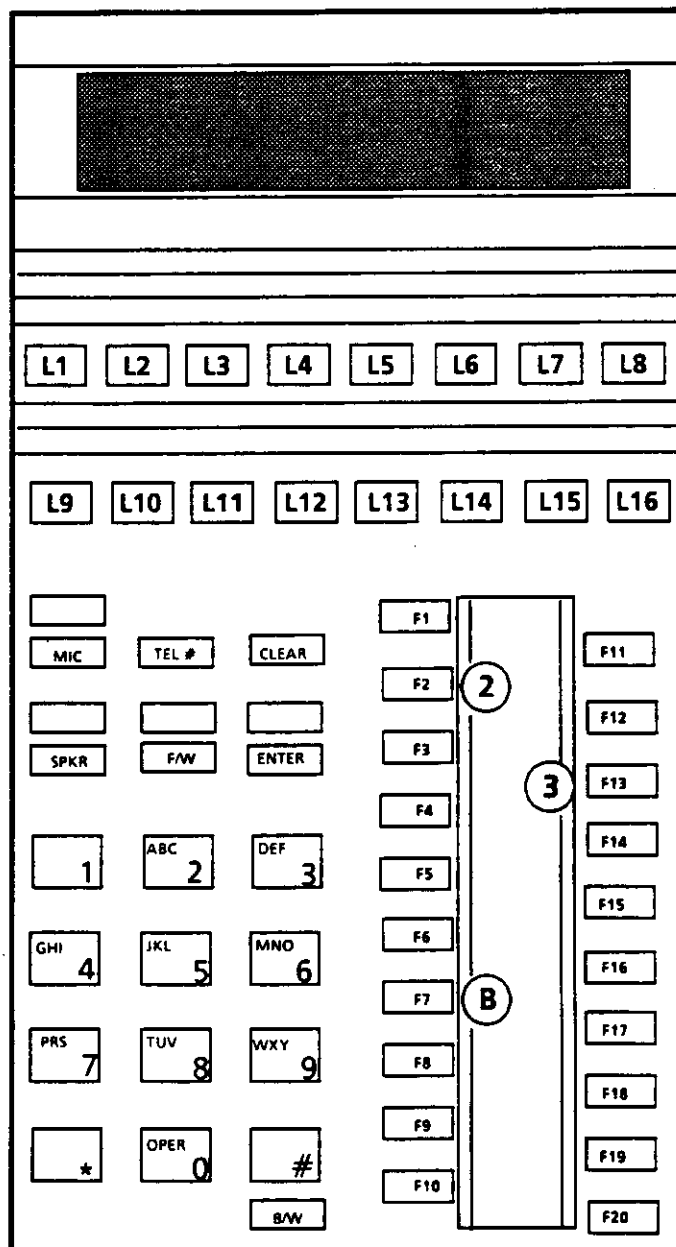 L1 L2 L3 L4 L5 L6 L7 L8
L9 L10 L11 L12 L13 L14 L15 L16
F1
MIC TEL # CLEAR F11
F2 2
F12
SPKR F/W ENTER F3
3 F13
F4
F14
1 ABC 2 DEF 3 F5
F15
GHI 4 JKL 5 MNO 6 F6
F16
F7 B
F17
PRS 7 TUV 8 WXY 9 F8
F18
F9
* OPER 0 # F19
F10
B/W F20